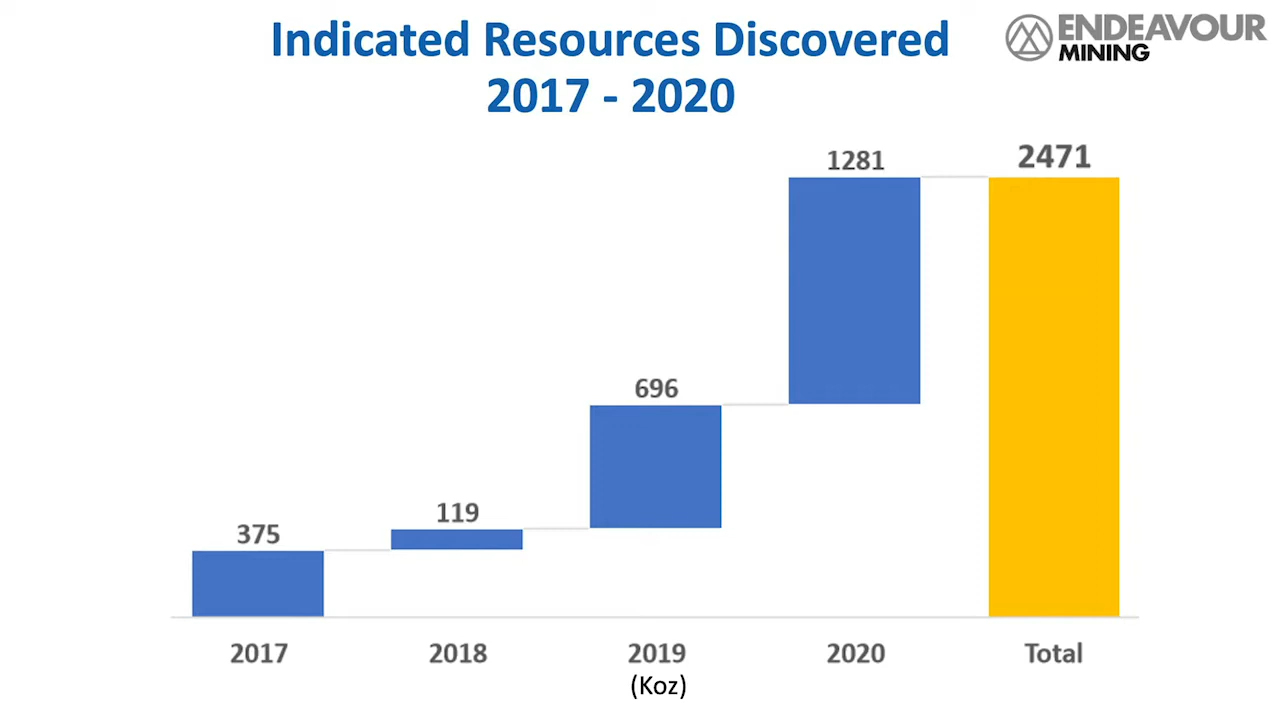 Indicated Resources Discovered
2017 - 2020
ENDEAVOUR
MINING
1281
2471
696
119
375
2017
2018
2019
2020
Total
(Koz)